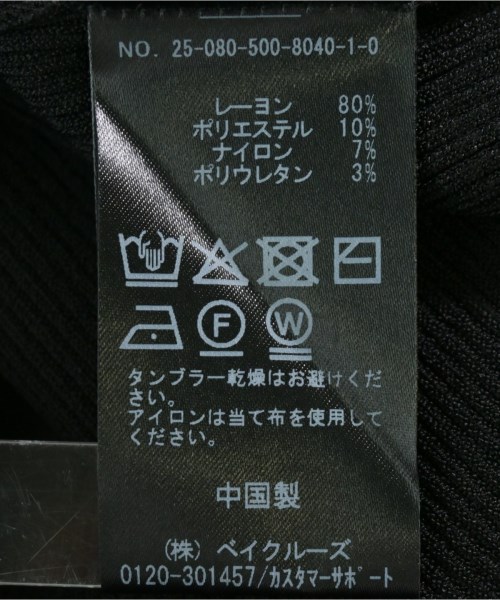 NO. 25-080-500-8040-1-0
レーヨン 80%
ポリエステル 10%
ナイロン 7%
ポリウレタン 3%
F W
タンブラー乾燥はお避けくだ
さい。
アイロンは当て布を使用して
ください。
中国製
(株) ベイクルーズ
0120-301457/ｶｽﾀﾏｰｻﾎﾟｰﾄ